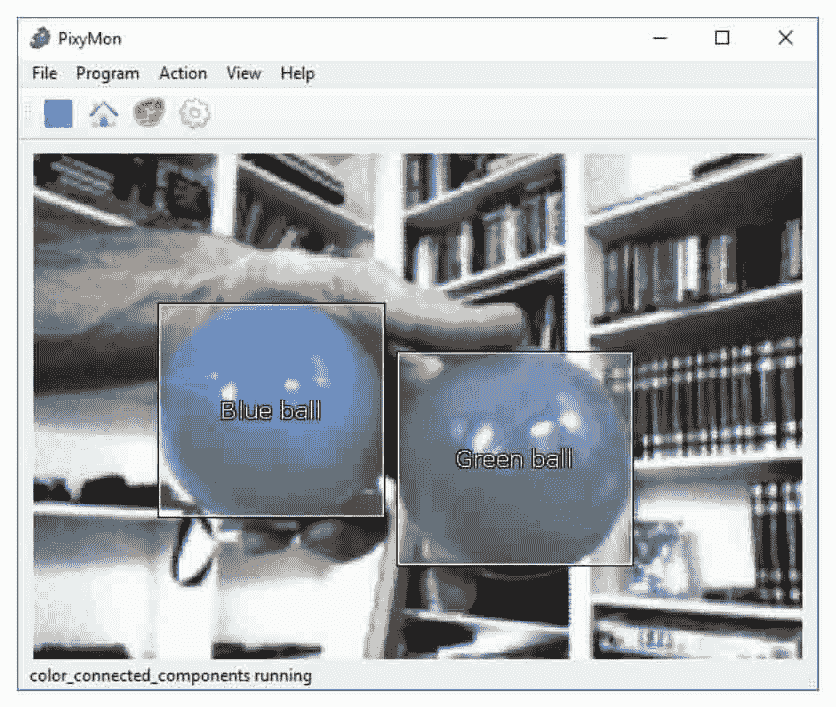 PixyMon
File Program Action View Help
Blue ball
Green ball
color_connected_components running